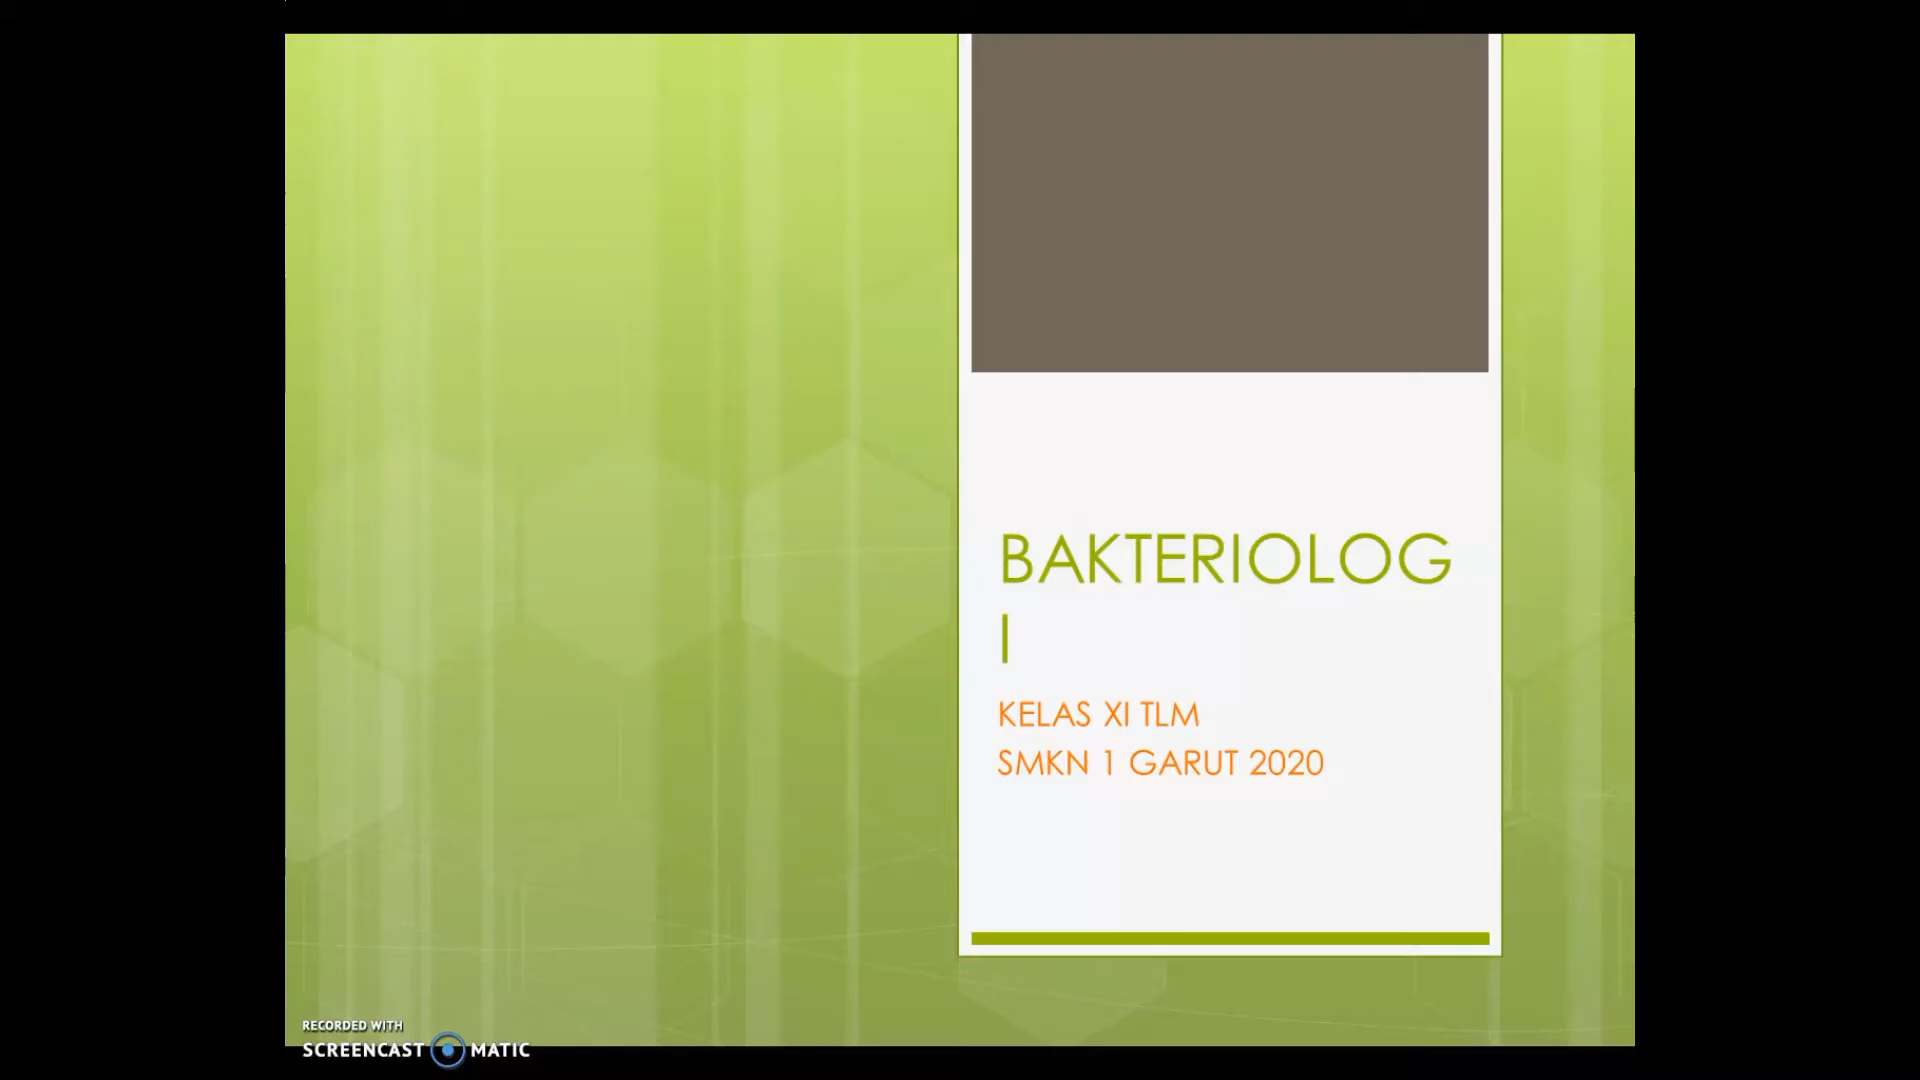 BAKTERIOLOG
I
KELAS XI TLM
SMKN 1 GARUT 2020
RECORDED WITH
SCREENCAST MATIC